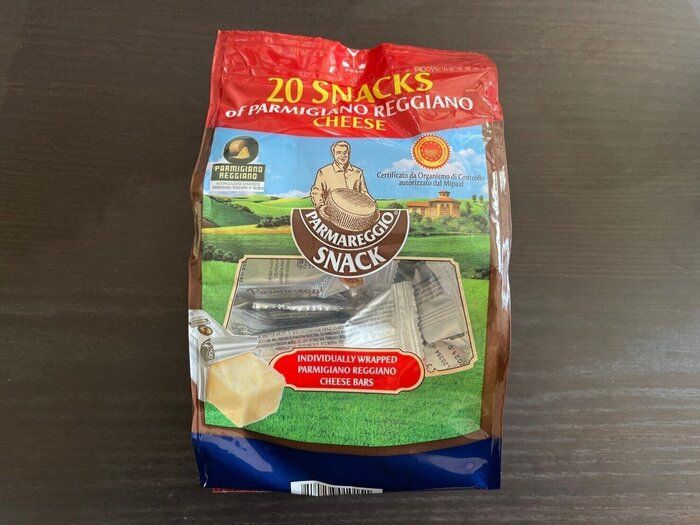 20 SNACKS
of PARMIGIANO REGGIANO
CHEESE
PARMIGIANO
REGGIANO
Certificato da Organismo di Controllo
autorizzato dal Mipaaf
PARMAREGGIO
SNACK
INDIVIDUALLY WRAPPED
PARMIGIANO REGGIANO
CHEESE BARS